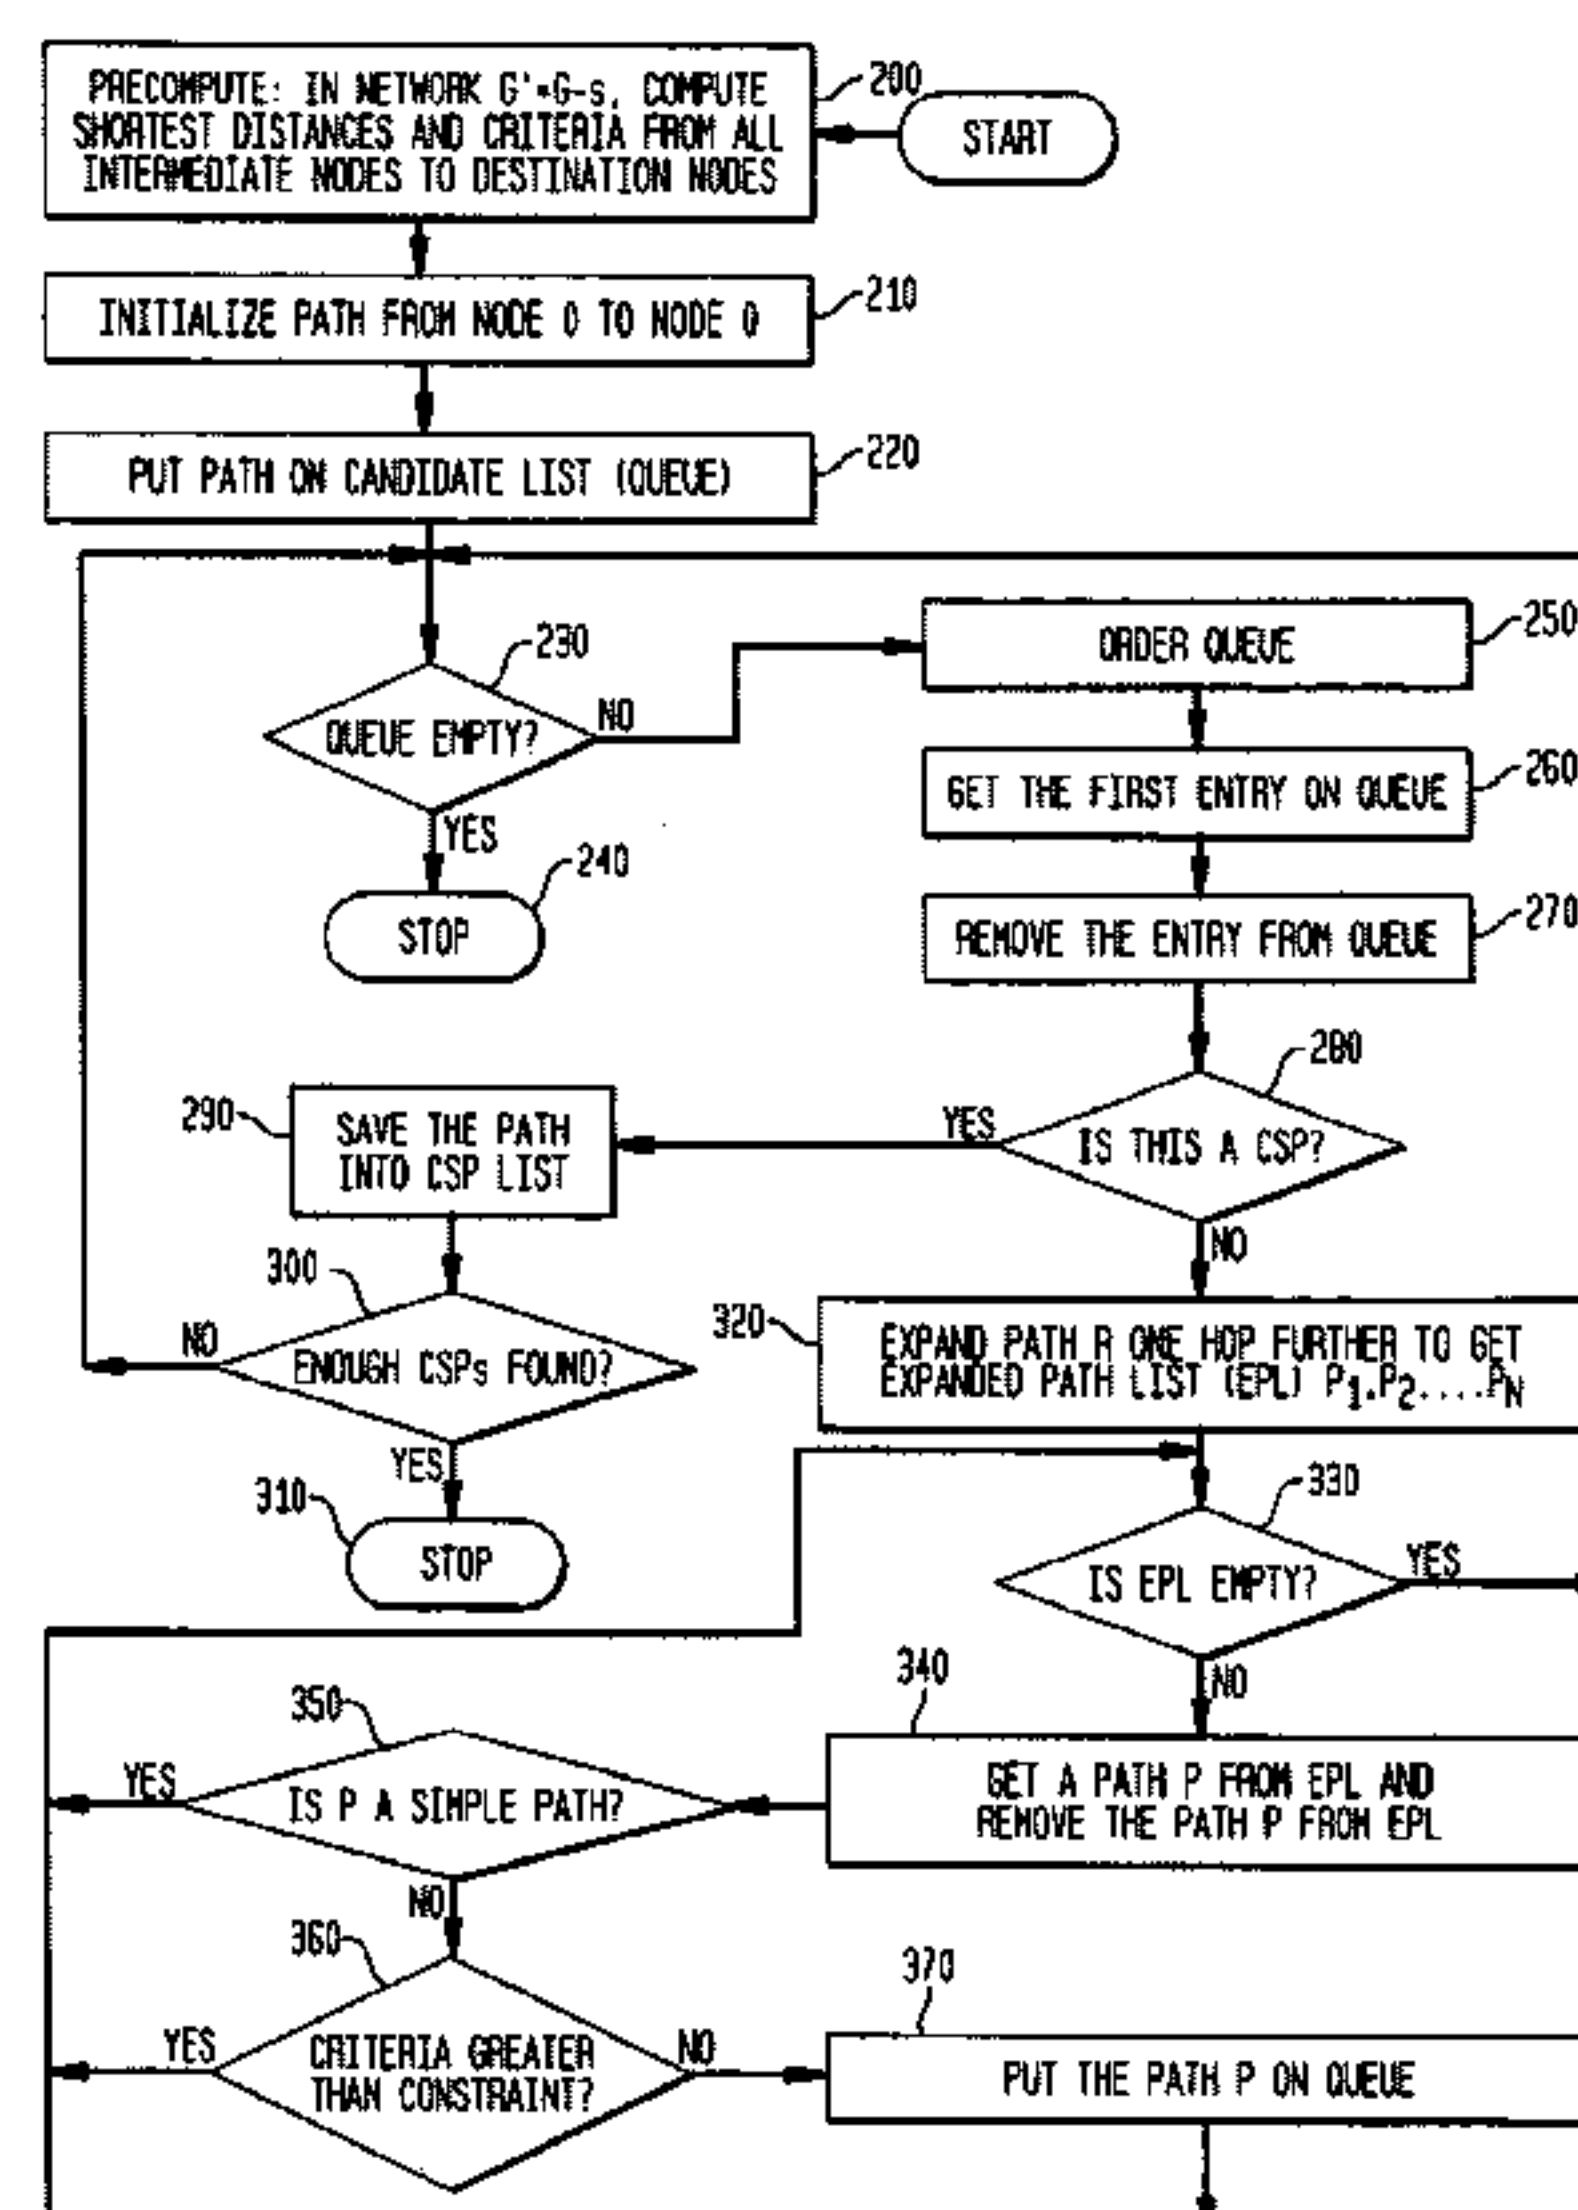 PRECOMPUTE: IN NETWORK G'=G-s, COMPUTE
SHORTEST DISTANCES AND CRITERIA FROM ALL
INTERMEDIATE NODES TO DESTINATION NODES
200
START
INITIALIZE PATH FROM NODE 0 TO NODE 0
210
PUT PATH ON CANDIDATE LIST (QUEUE)
220
230
QUEUE EMPTY?
NO
YES
240
STOP
ORDER QUEUE
250
GET THE FIRST ENTRY ON QUEUE
260
REMOVE THE ENTRY FROM QUEUE
270
280
IS THIS A CSP?
YES
NO
290
SAVE THE PATH
INTO CSP LIST
300
ENOUGH CSPs FOUND?
NO
YES
310
STOP
320
EXPAND PATH R ONE HOP FURTHER TO GET
EXPANDED PATH LIST (EPL) P1,P2....PN
330
IS EPL EMPTY?
YES
NO
340
GET A PATH P FROM EPL AND
REMOVE THE PATH P FROM EPL
350
IS P A SIMPLE PATH?
YES
NO
360
CRITERIA GREATER
THAN CONSTRAINT?
YES
NO
370
PUT THE PATH P ON QUEUE